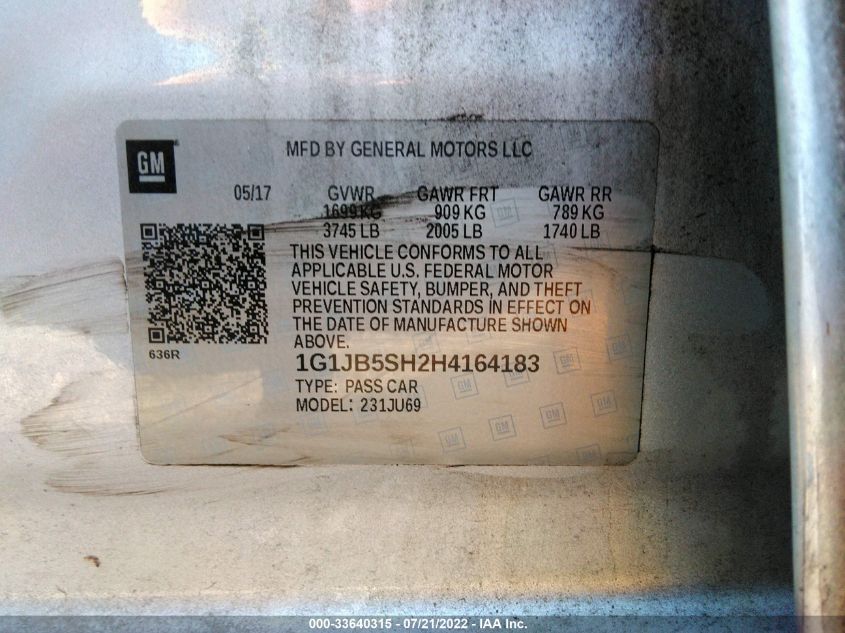 GM
MFD BY GENERAL MOTORS LLC
05/17 GVWR GAWR FRT GAWR RR
1699 KG 909 KG 789 KG
3745 LB 2005 LB 1740 LB
THIS VEHICLE CONFORMS TO ALL
APPLICABLE U.S. FEDERAL MOTOR
VEHICLE SAFETY, BUMPER, AND THEFT
PREVENTION STANDARDS IN EFFECT ON
THE DATE OF MANUFACTURE SHOWN
ABOVE.
636R
1G1JB5SH2H4164183
TYPE: PASS CAR
MODEL: 231JU69
000-33640315 - 07/21/2022 - IAA Inc.